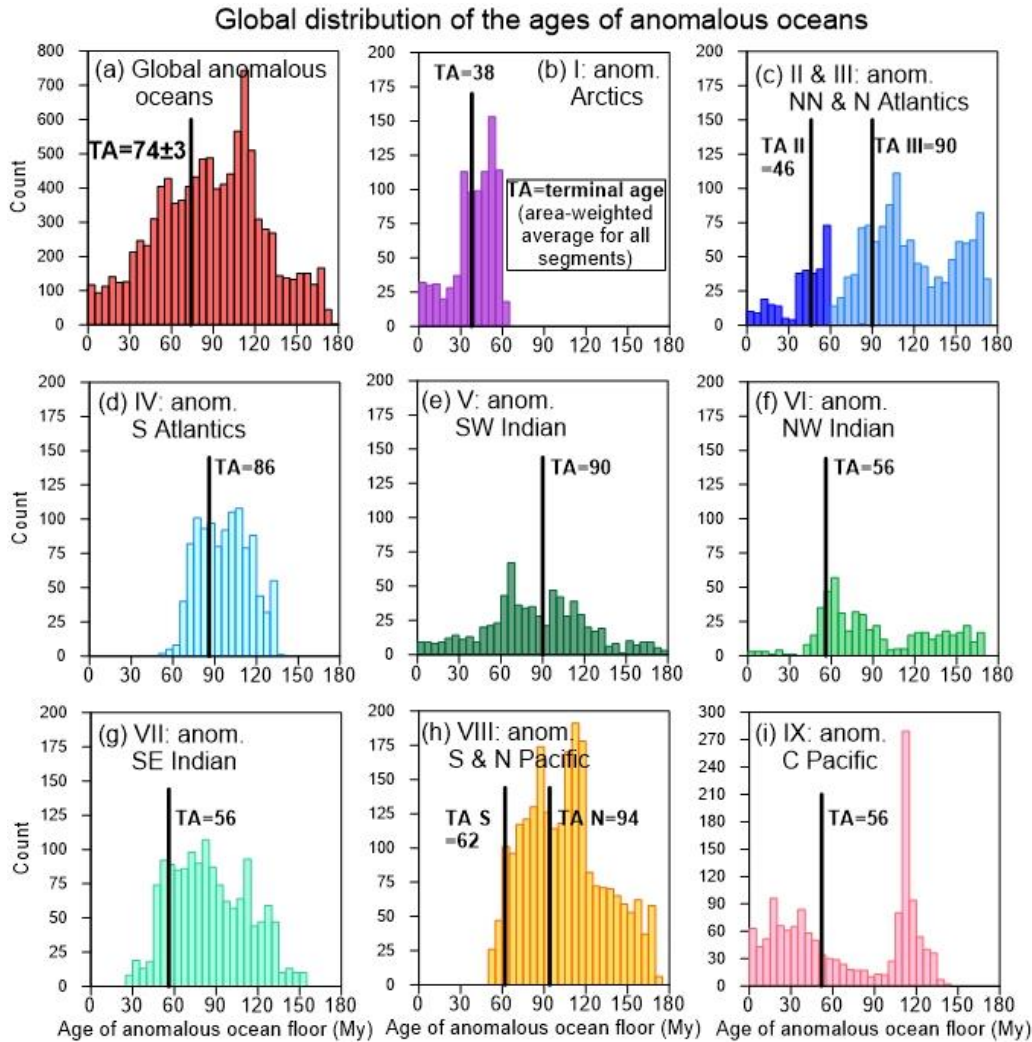 Global distribution of the ages of anomalous oceans
(a) Global anomalous
oceans
TA=74±3
Count
800
700
600
500
400
300
200
100
0
0 30 60 90 120 150 180
(b) I: anom.
Arctics
TA=38
TA=terminal age
(area-weighted
average for all
segments)
200
175
150
125
100
75
50
25
0
0 30 60 90 120 150 180
(c) II & III: anom.
NN & N Atlantics
TA II
=46
TA III=90
200
175
150
125
100
75
50
25
0
0 30 60 90 120 150 180
(d) IV: anom.
S Atlantics
TA=86
Count
200
175
150
125
100
75
50
25
0
0 30 60 90 120 150 180
(e) V: anom.
SW Indian
TA=90
200
175
150
125
100
75
50
25
0
0 30 60 90 120 150 180
(f) VI: anom.
NW Indian
TA=56
200
175
150
125
100
75
50
25
0
0 30 60 90 120 150 180
(g) VII: anom.
SE Indian
TA=56
Count
200
175
150
125
100
75
50
25
0
0 30 60 90 120 150 180
Age of anomalous ocean floor (My)
(h) VIII: anom.
S & N Pacific
TA S
=62
TA N=94
200
175
150
125
100
75
50
25
0
0 30 60 90 120 150 180
Age of anomalous ocean floor (My)
(i) IX: anom.
C Pacific
TA=56
300
270
240
210
180
150
120
90
60
30
0
0 30 60 90 120 150 180
Age of anomalous ocean floor (My)